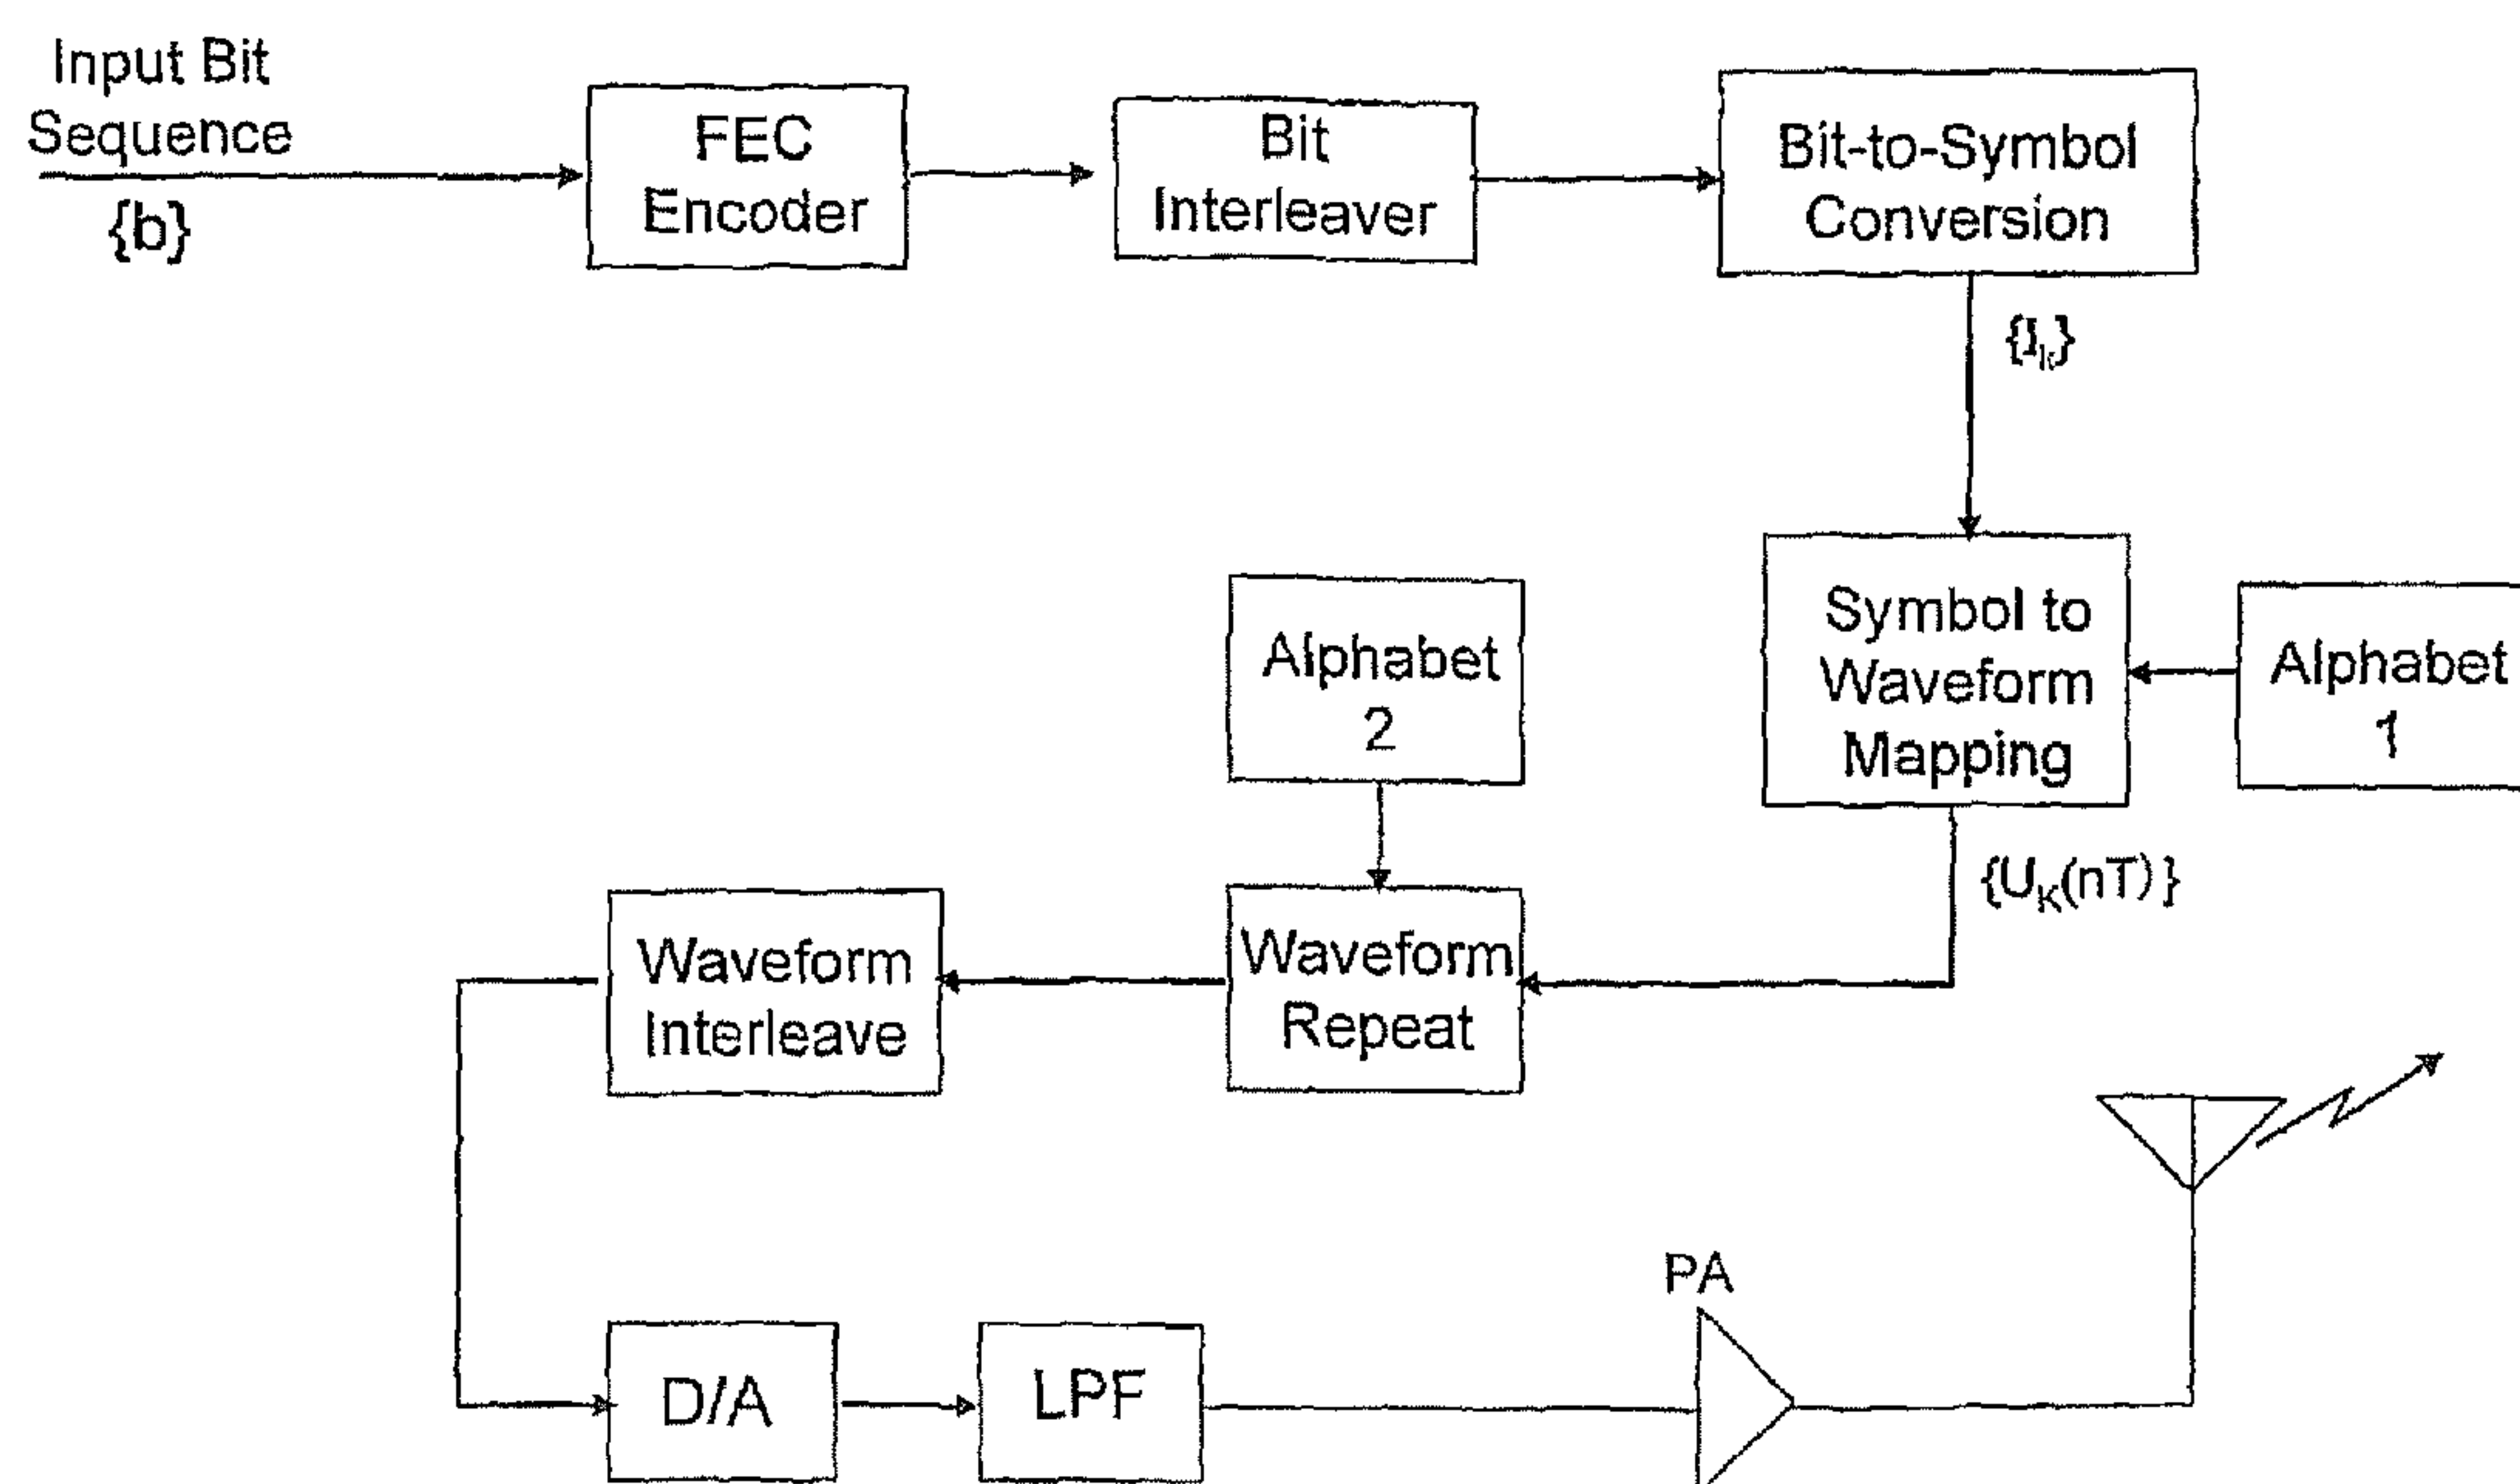 Input Bit
Sequence
{b}
FEC
Encoder
Bit
Interleaver
Bit-to-Symbol
Conversion
{Iₖ}
Symbol to
Waveform
Mapping
Alphabet
1
Alphabet
2
{U_K(nT)}
Waveform
Repeat
Waveform
Interleave
D/A
LPF
PA